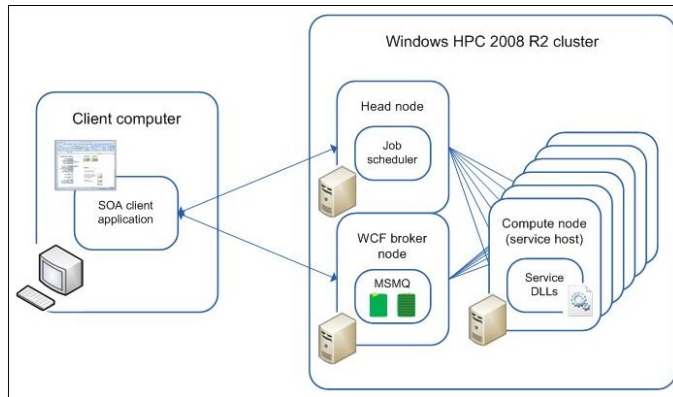 Windows HPC 2008 R2 cluster
Client computer
SOA client
application
Head node
Job
scheduler
WCF broker
node
MSMQ
Compute node
(service host)
Service
DLLs